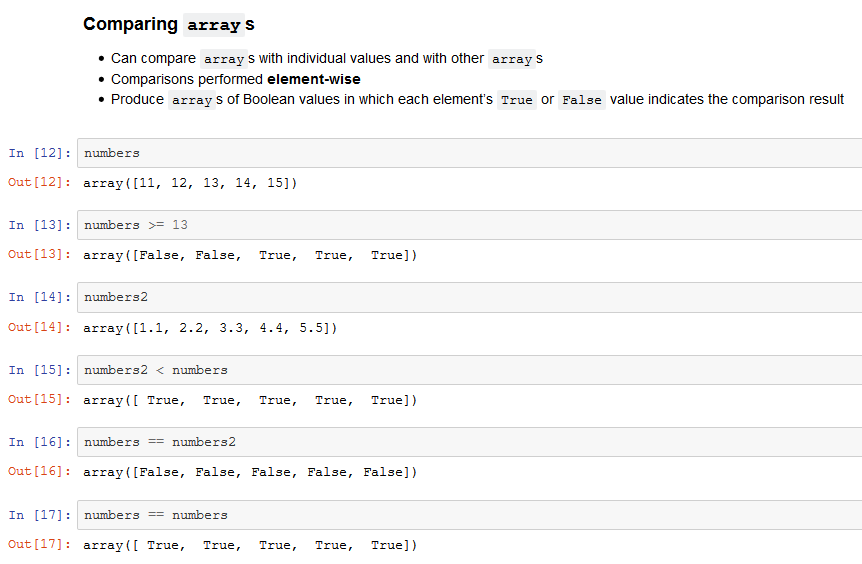 Comparing arrays
• Can compare arrays with individual values and with other arrays
• Comparisons performed element-wise
• Produce arrays of Boolean values in which each element's True or False value indicates the comparison result
In [12]: numbers
Out[12]: array([11, 12, 13, 14, 15])
In [13]: numbers >= 13
Out[13]: array([False, False,  True,  True,  True])
In [14]: numbers2
Out[14]: array([1.1, 2.2, 3.3, 4.4, 5.5])
In [15]: numbers2 < numbers
Out[15]: array([ True,  True,  True,  True,  True])
In [16]: numbers == numbers2
Out[16]: array([False, False, False, False, False])
In [17]: numbers == numbers
Out[17]: array([ True,  True,  True,  True,  True])